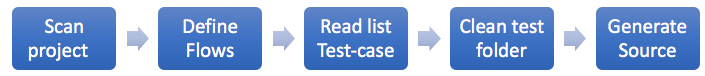 Scan
project
Define
Flows
Read list
Test-case
Clean test
folder
Generate
Source